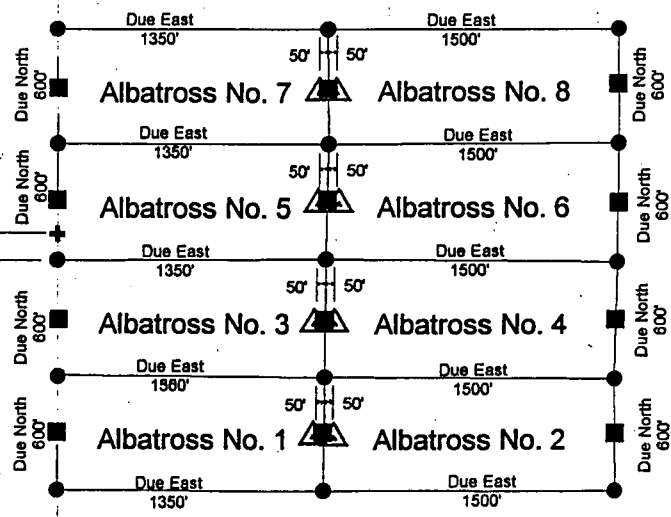 Due East Due East
1350' 1500'
50' 50'
Due North 600' Albatross No. 7 Albatross No. 8 Due North 600'
Due East Due East
1350' 1500'
50' 50'
Due North 600' Albatross No. 5 Albatross No. 6 Due North 600'
Due East Due East
1350' 1500'
50' 50'
Due North 600' Albatross No. 3 Albatross No. 4 Due North 600'
Due East Due East
1500'
50' 50'
Due North 600' Albatross No. 1 Albatross No. 2 Due North 600'
Due East Due East
1350' 1500'